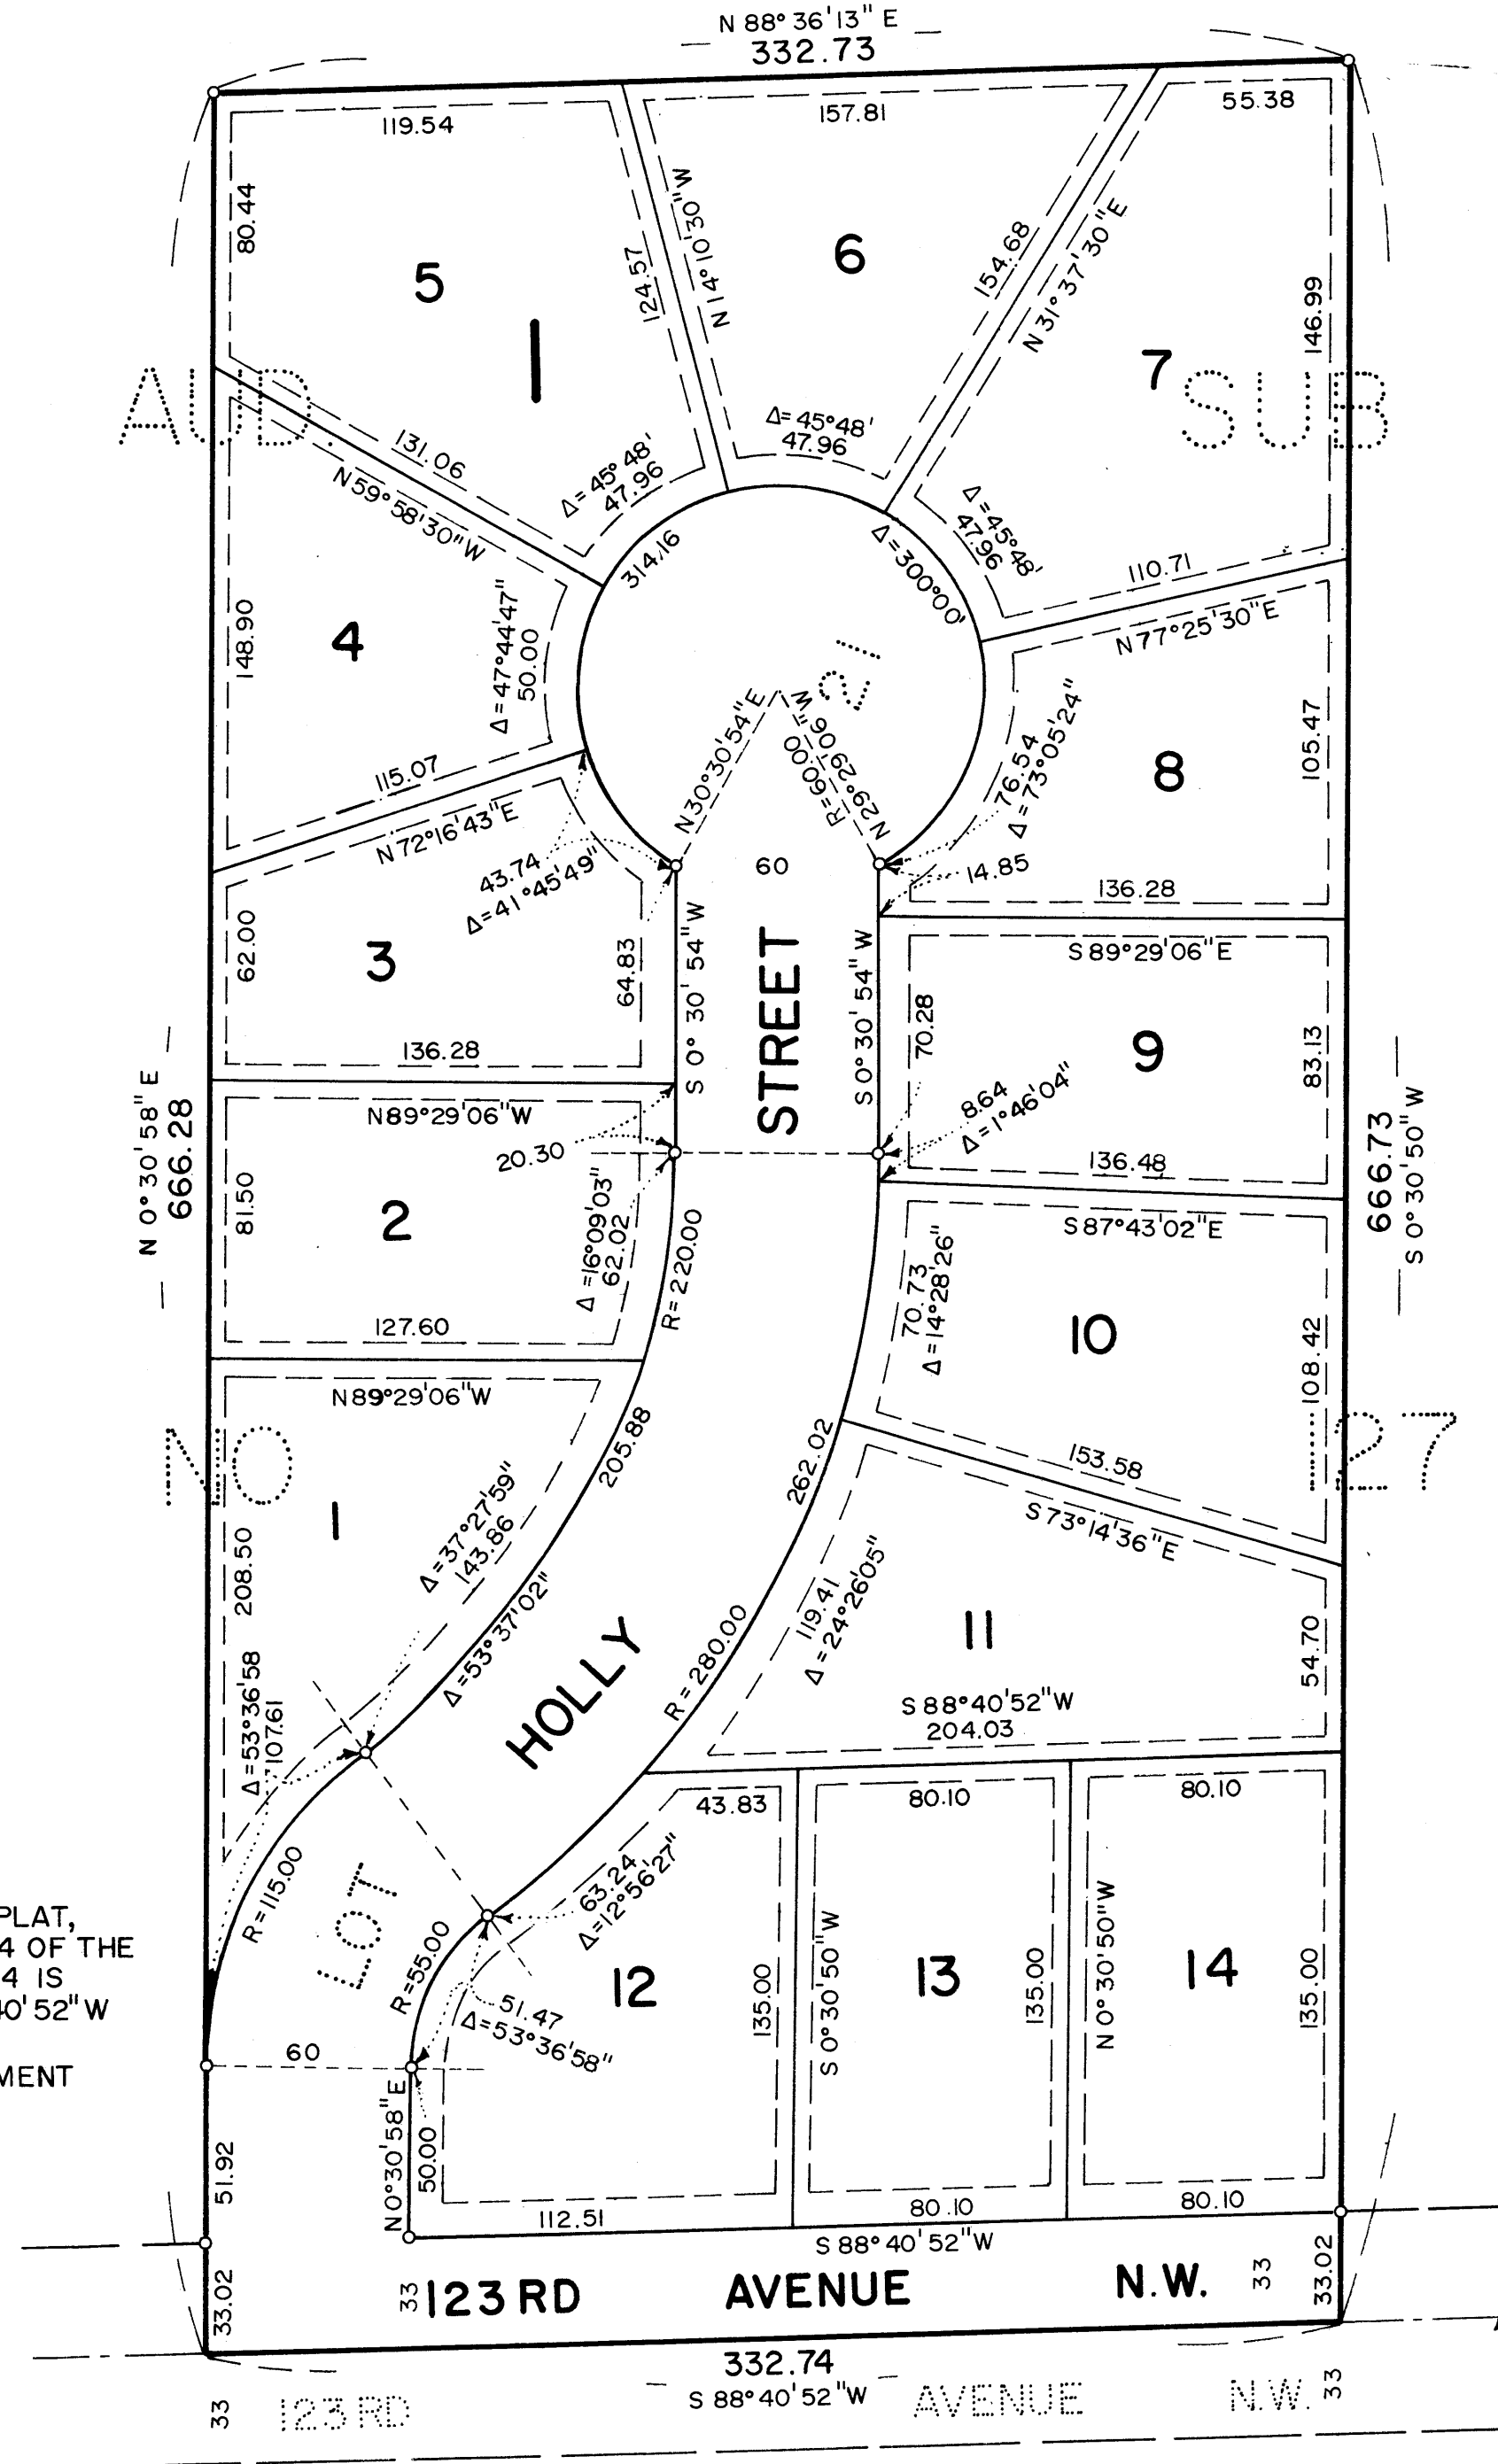 N 88° 36' 13" E
332.73
119.54
157.81
55.38
80.44
5
1
124.57
N 14° 10' 30" W
6
154.68
N 31° 37' 30" E
7
146.99
AUD.
SUB
131.06
N 59° 58' 30" W
Δ = 45° 48'
47.96
Δ = 45° 48'
47.96
Δ = 45° 48'
47.96
314.16
Δ = 300° 00'
110.71
N 77° 25' 30" E
148.90
4
Δ = 47° 44' 47"
50.00
21
N 30° 30' 54" E
R = 60.00
N 29° 29' 06" W
76.54
Δ = 73° 05' 24"
8
105.47
115.07
N 72° 16' 43" E
43.74
Δ = 41° 45' 49"
60
14.85
136.28
62.00
3
64.83
S 0° 30' 54" W
STREET
S 0° 30' 54" W
S 89° 29' 06" E
70.28
9
83.13
136.28
N 0° 30' 58" E
666.28
N 89° 29' 06" W
20.30
8.64
Δ = 1° 46' 04"
136.48
666.73
S 0° 30' 50" W
81.50
2
Δ = 16° 09' 03"
62.02
R = 220.00
S 87° 43' 02" E
70.73
Δ = 14° 28' 26"
10
108.42
127.60
N 89° 29' 06" W
NO
127
205.88
262.02
153.58
S 73° 14' 36" E
1
208.50
Δ = 37° 27' 59"
143.86
Δ = 53° 37' 02"
119.41
Δ = 24° 26' 05"
11
54.70
HOLLY
R = 280.00
S 88° 40' 52" W
204.03
Δ = 53° 36' 58
107.61
43.83
80.10
80.10
R = 115.00
LOT
63.24
Δ = 12° 56' 27"
R = 55.00
12
135.00
S 0° 30' 50" W
13
135.00
N 0° 30' 50" W
14
135.00
PLAT,
4 OF THE
4 IS
40' 52" W
MENT
51.47
Δ = 53° 36' 58"
60
N 0° 30' 58" E
50.00
51.92
112.51
80.10
80.10
S 88° 40' 52" W
33.02
33
123 RD AVENUE N.W.
33
33.02
332.74
S 88° 40' 52" W
33
123 RD AVENUE N.W.
33